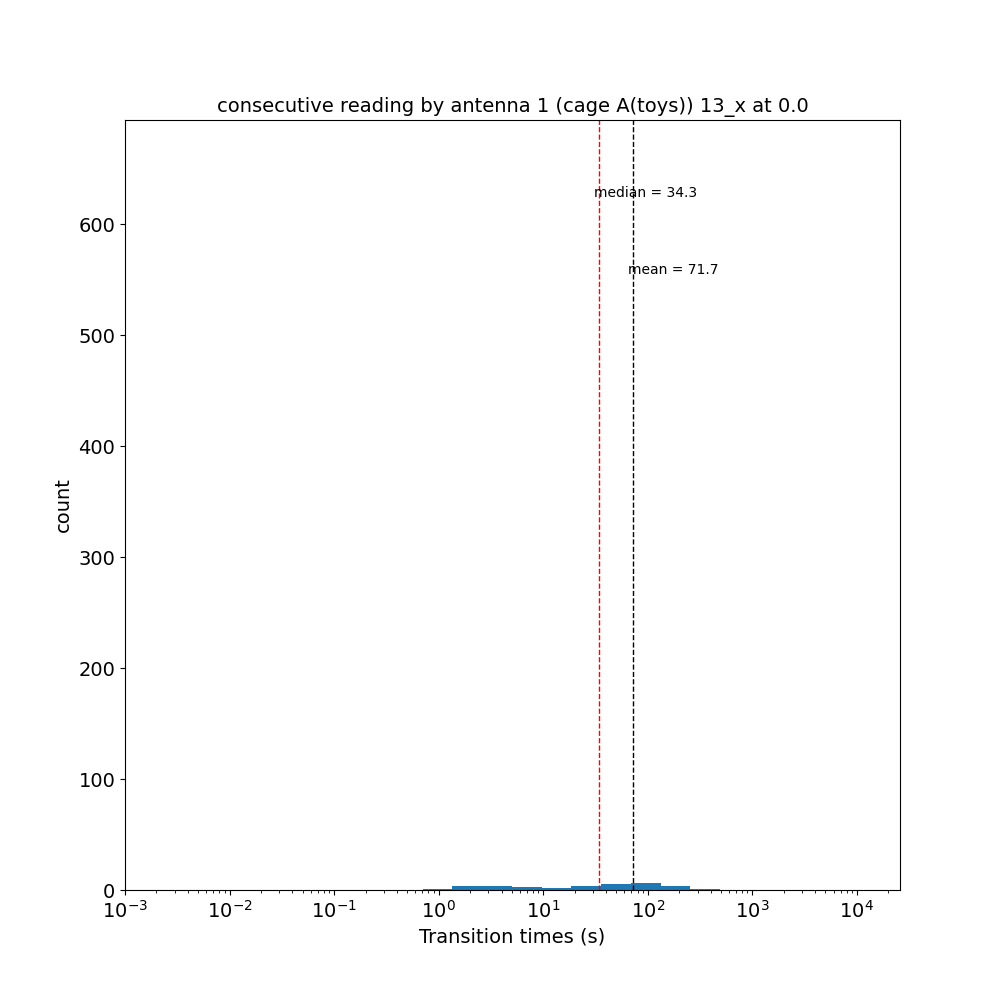 consecutive reading by antenna 1 (cage A(toys)) 13_x at 0.0
median = 34.3
mean = 71.7
600
500
400
300
200
100
0
count
10⁻³ 10⁻² 10⁻¹ 10⁰ 10¹ 10² 10³ 10⁴
Transition times (s)